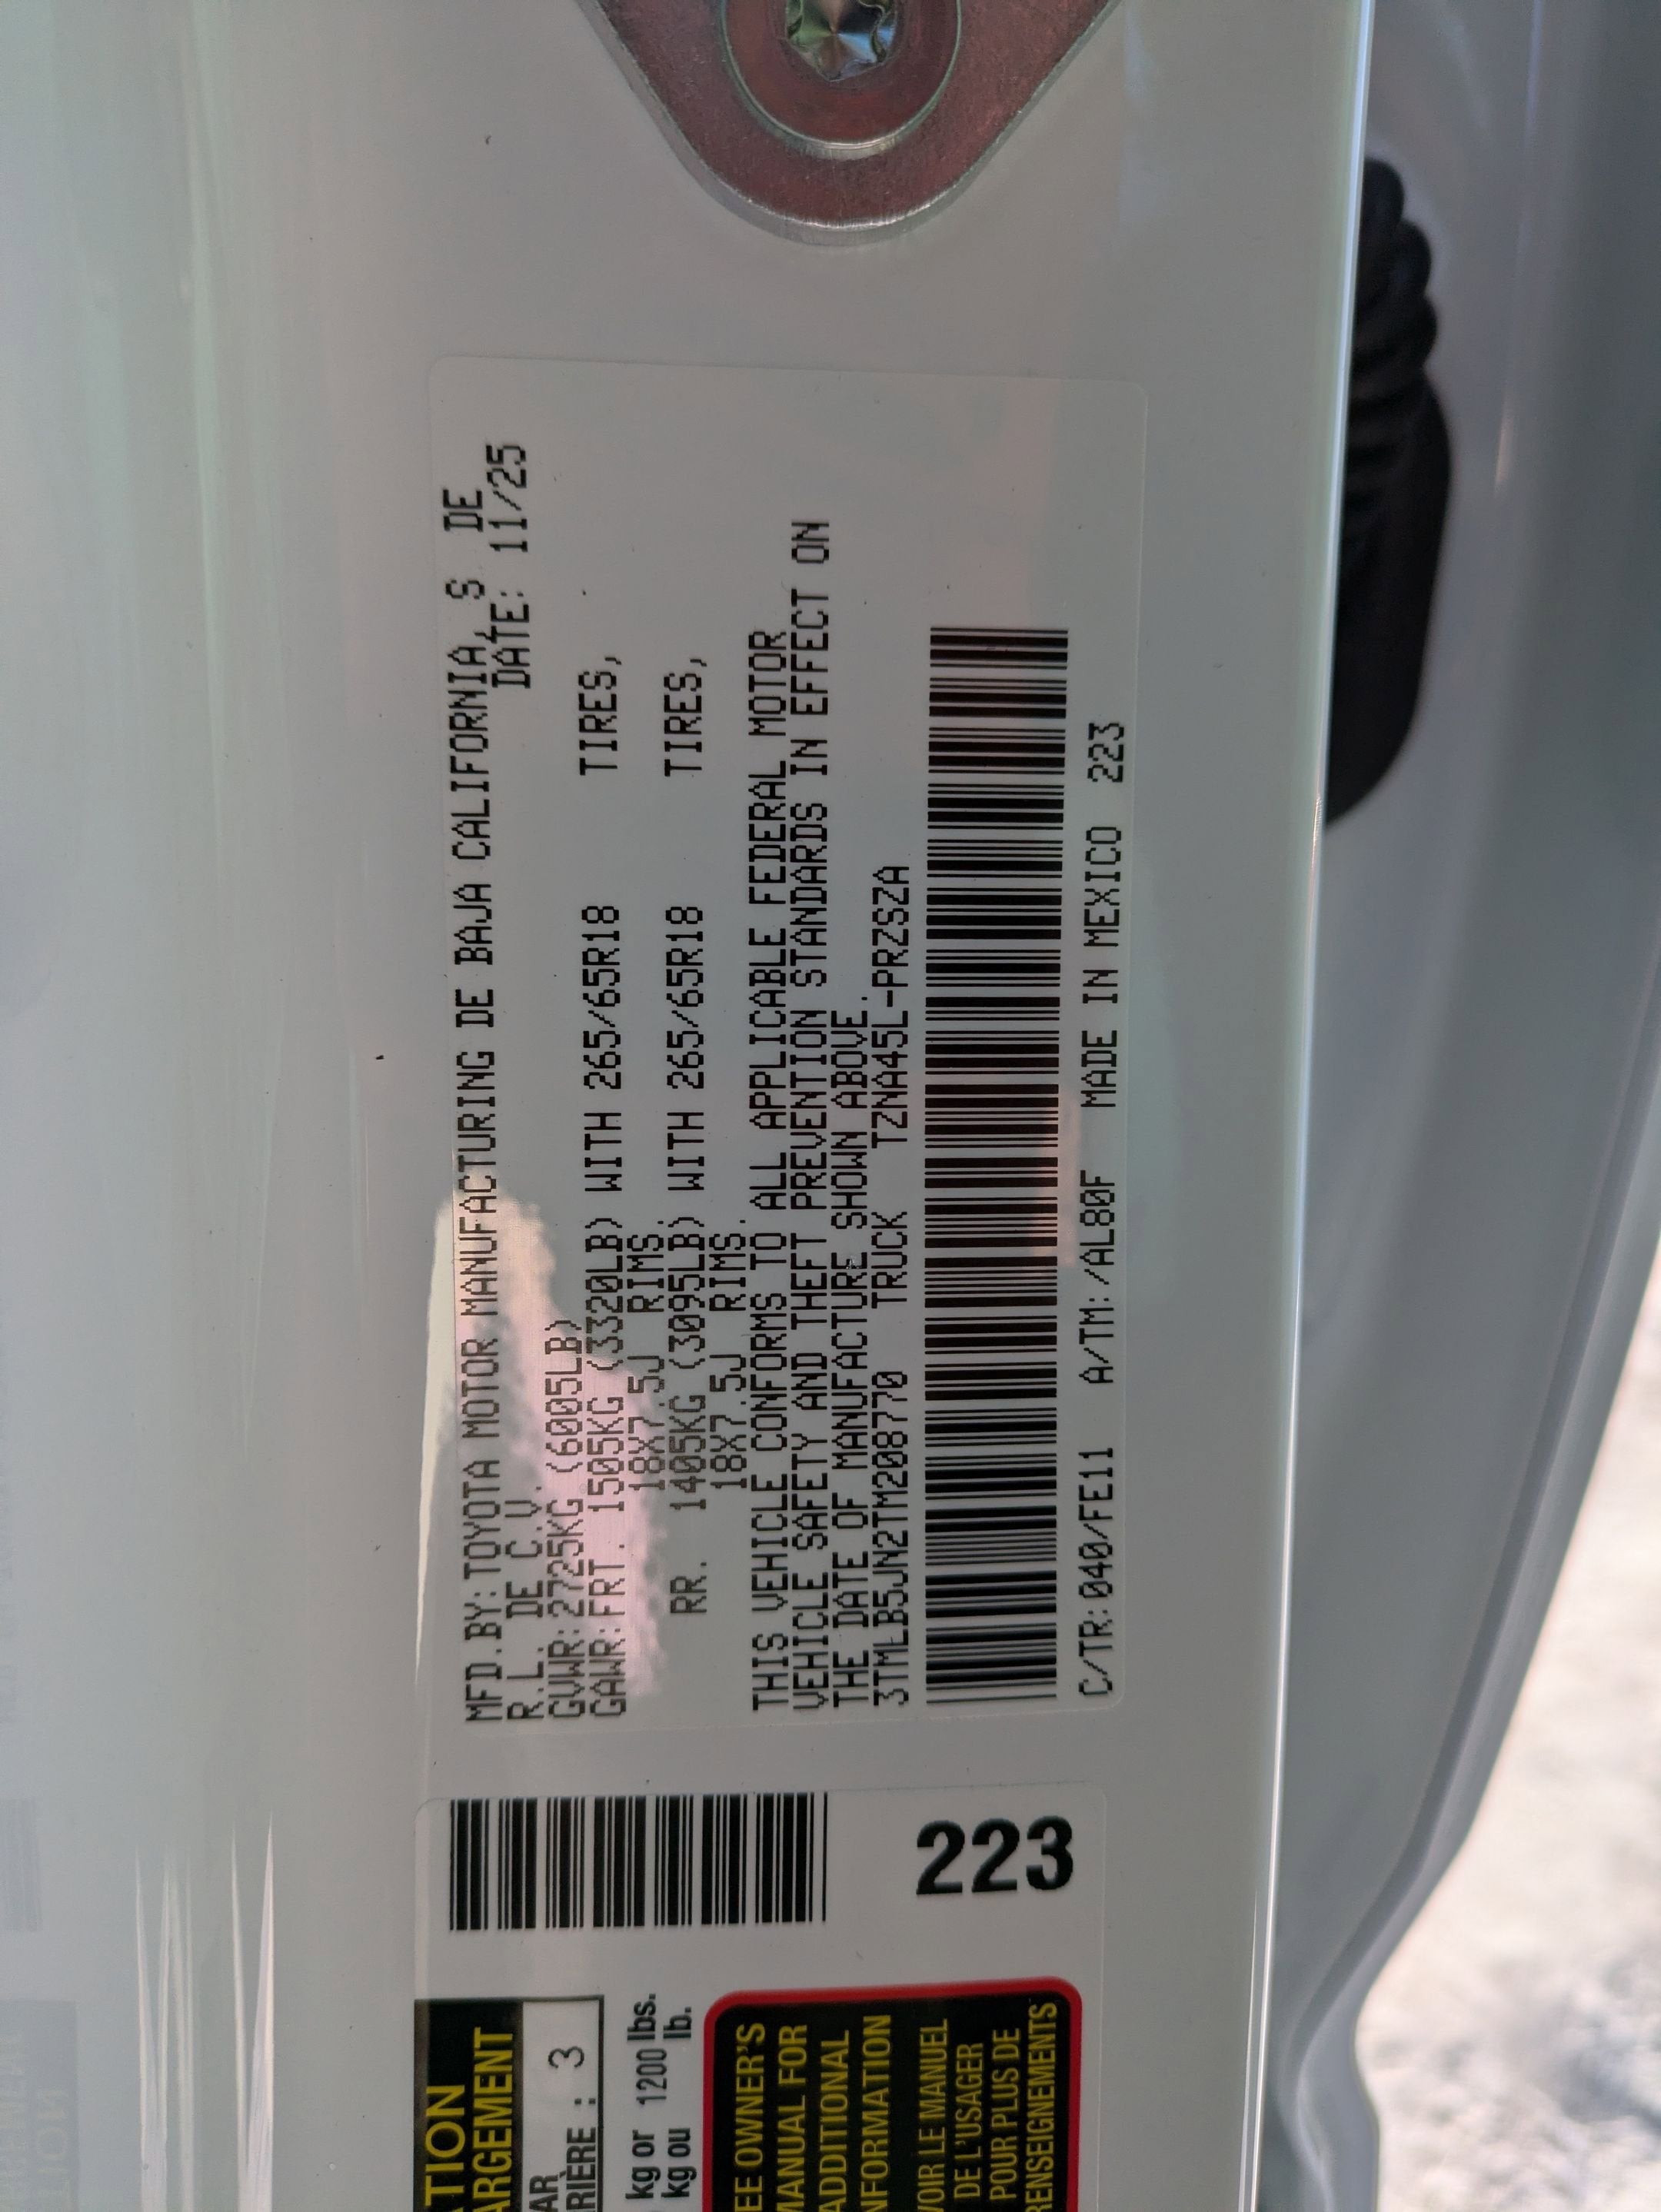 MFD.BY:TOYOTA MOTOR MANUFACTURING DE BAJA CALIFORNIA, S DE
R.L. DE C.V. DATE: 11/25
GVWR:2725KG (6005LB)
GAWR:FRT. 1505KG (3320LB) WITH 265/65R18 TIRES,
18X7.5J RIMS.
RR. 1405KG (3095LB) WITH 265/65R18 TIRES,
18X7.5J RIMS.
THIS VEHICLE CONFORMS TO ALL APPLICABLE FEDERAL MOTOR
VEHICLE SAFETY AND THEFT PREVENTION STANDARDS IN EFFECT ON
THE DATE OF MANUFACTURE SHOWN ABOVE.
3TMLB5JN2TM208770 TRUCK TZNA45L-PRZSZA
C/TR:040/FE11 A/TM:/AL80F MADE IN MEXICO 223
223
ATION
ARGEMENT
AR
RIÈRE : 3
kg or 1200 lbs.
kg ou lb.
EE OWNER'S
MANUAL FOR
ADDITIONAL
NFORMATION
VOIR LE MANUEL
DE L'USAGER
POUR PLUS DE
RENSEIGNEMENTS